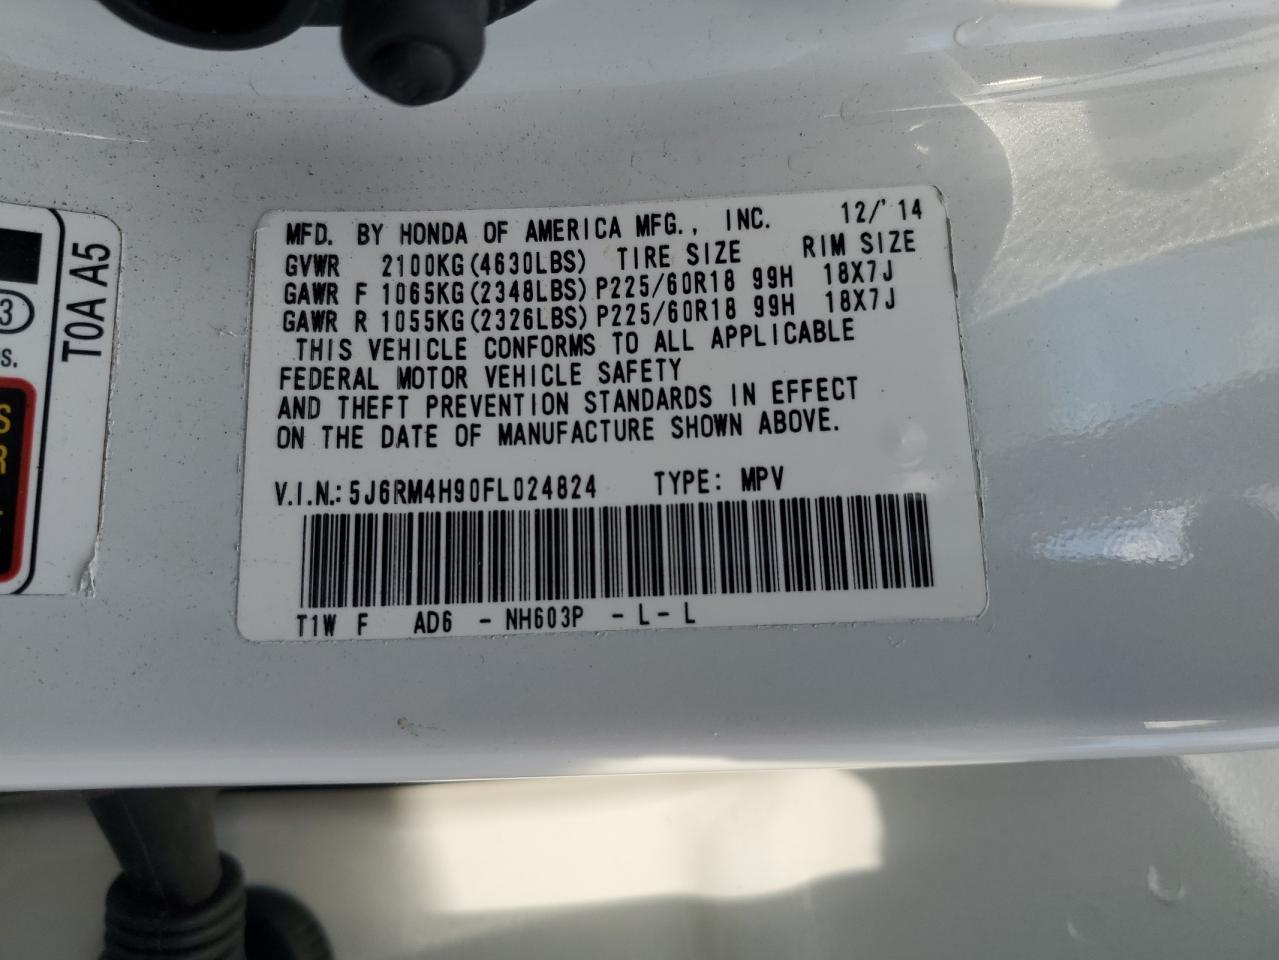 MFD. BY HONDA OF AMERICA MFG., INC. 12/'14
GVWR 2100KG(4630LBS) TIRE SIZE RIM SIZE
GAWR F 1065KG(2348LBS) P225/60R18 99H 18X7J
GAWR R 1055KG(2326LBS) P225/60R18 99H 18X7J
THIS VEHICLE CONFORMS TO ALL APPLICABLE
FEDERAL MOTOR VEHICLE SAFETY
AND THEFT PREVENTION STANDARDS IN EFFECT
ON THE DATE OF MANUFACTURE SHOWN ABOVE.
V.I.N.: 5J6RM4H90FL024824 TYPE: MPV
T1W F AD6 - NH603P - L - L
T0A A5
3
S.
S
R